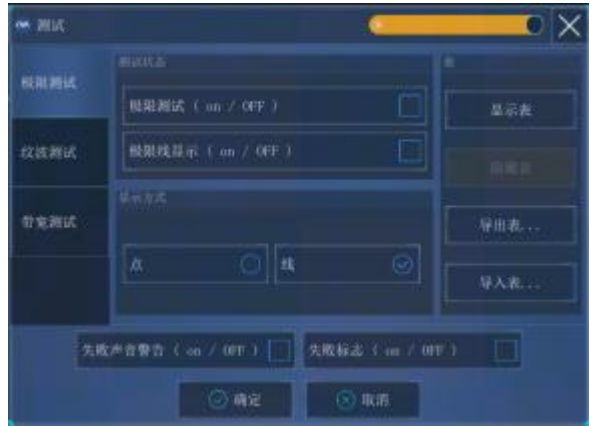 测试
极限测试
纹波测试
带宽测试
测试状态
极限测试 ( on / OFF )
极限线显示 ( on / OFF )
显示方式
点
线
表
显示表
隐藏表
导出表...
导入表...
失败声音警告 ( on / OFF )
失败标志 ( on / OFF )
确定
取消